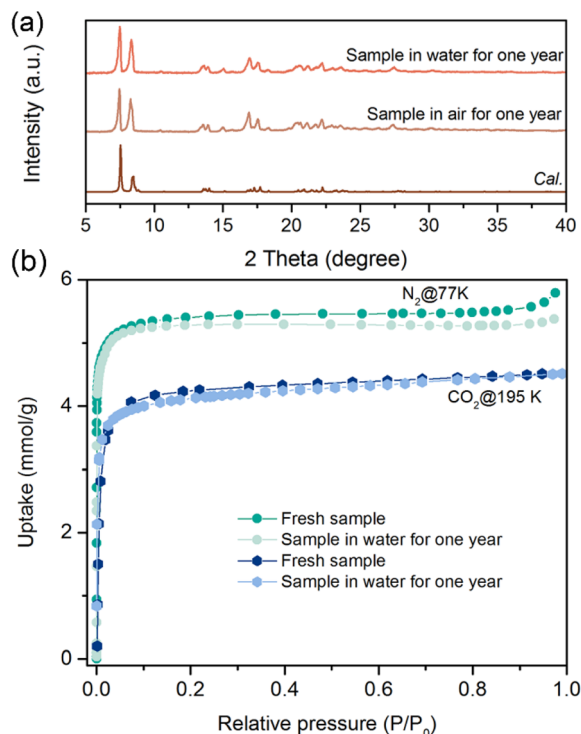 (a)
Intensity (a.u.)
Sample in water for one year
Sample in air for one year
Cal.
5 10 15 20 25 30 35 40
2 Theta (degree)
(b)
Uptake (mmol/g)
6
4
2
0
N₂@77K
CO₂@195 K
Fresh sample
Sample in water for one year
Fresh sample
Sample in water for one year
0.0 0.2 0.4 0.6 0.8 1.0
Relative pressure (P/P₀)